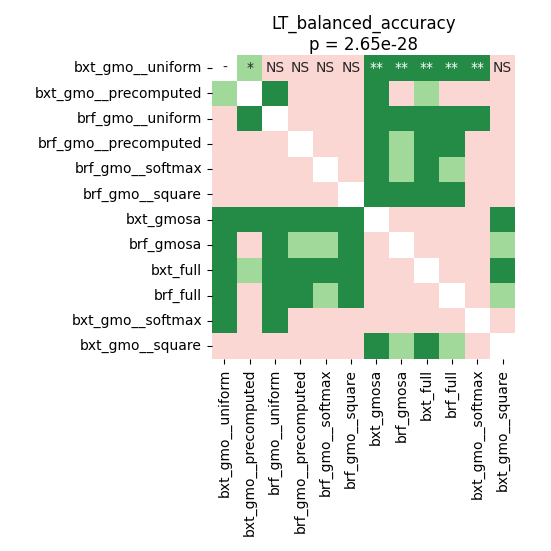 LT_balanced_accuracy
p = 2.65e-28
bxt_gmo__uniform - * NS NS NS NS ** ** ** ** ** NS
bxt_gmo__precomputed
brf_gmo__uniform
brf_gmo__precomputed
brf_gmo__softmax
brf_gmo__square
bxt_gmosa
brf_gmosa
bxt_full
brf_full
bxt_gmo__softmax
bxt_gmo__square
bxt_gmo__uniform
bxt_gmo__precomputed
brf_gmo__uniform
brf_gmo__precomputed
brf_gmo__softmax
brf_gmo__square
bxt_gmosa
brf_gmosa
bxt_full
brf_full
bxt_gmo__softmax
bxt_gmo__square